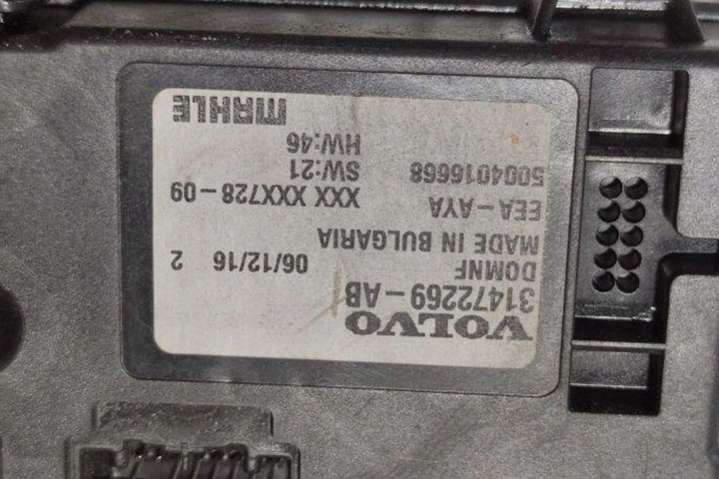 VOLVO
31472269-AB
DOMNF 06/12/16 2
MADE IN BULGARIA
EEA-AYA XXX XXX728-09
5004016668 SW:21
HW:46
MAHLE